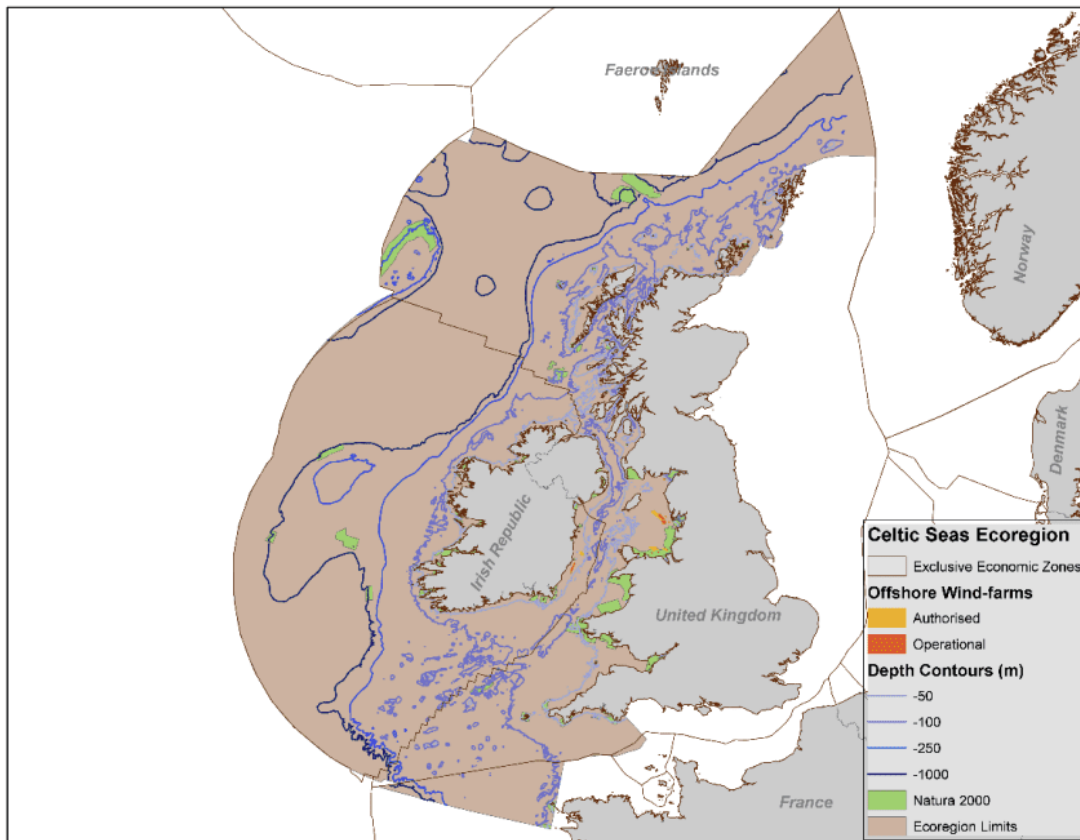 Faeroe Islands
Norway
Denmark
Irish Republic
United Kingdom
France
Celtic Seas Ecoregion
Exclusive Economic Zones
Offshore Wind-farms
Authorised
Operational
Depth Contours (m)
-50
-100
-250
-1000
Natura 2000
Ecoregion Limits